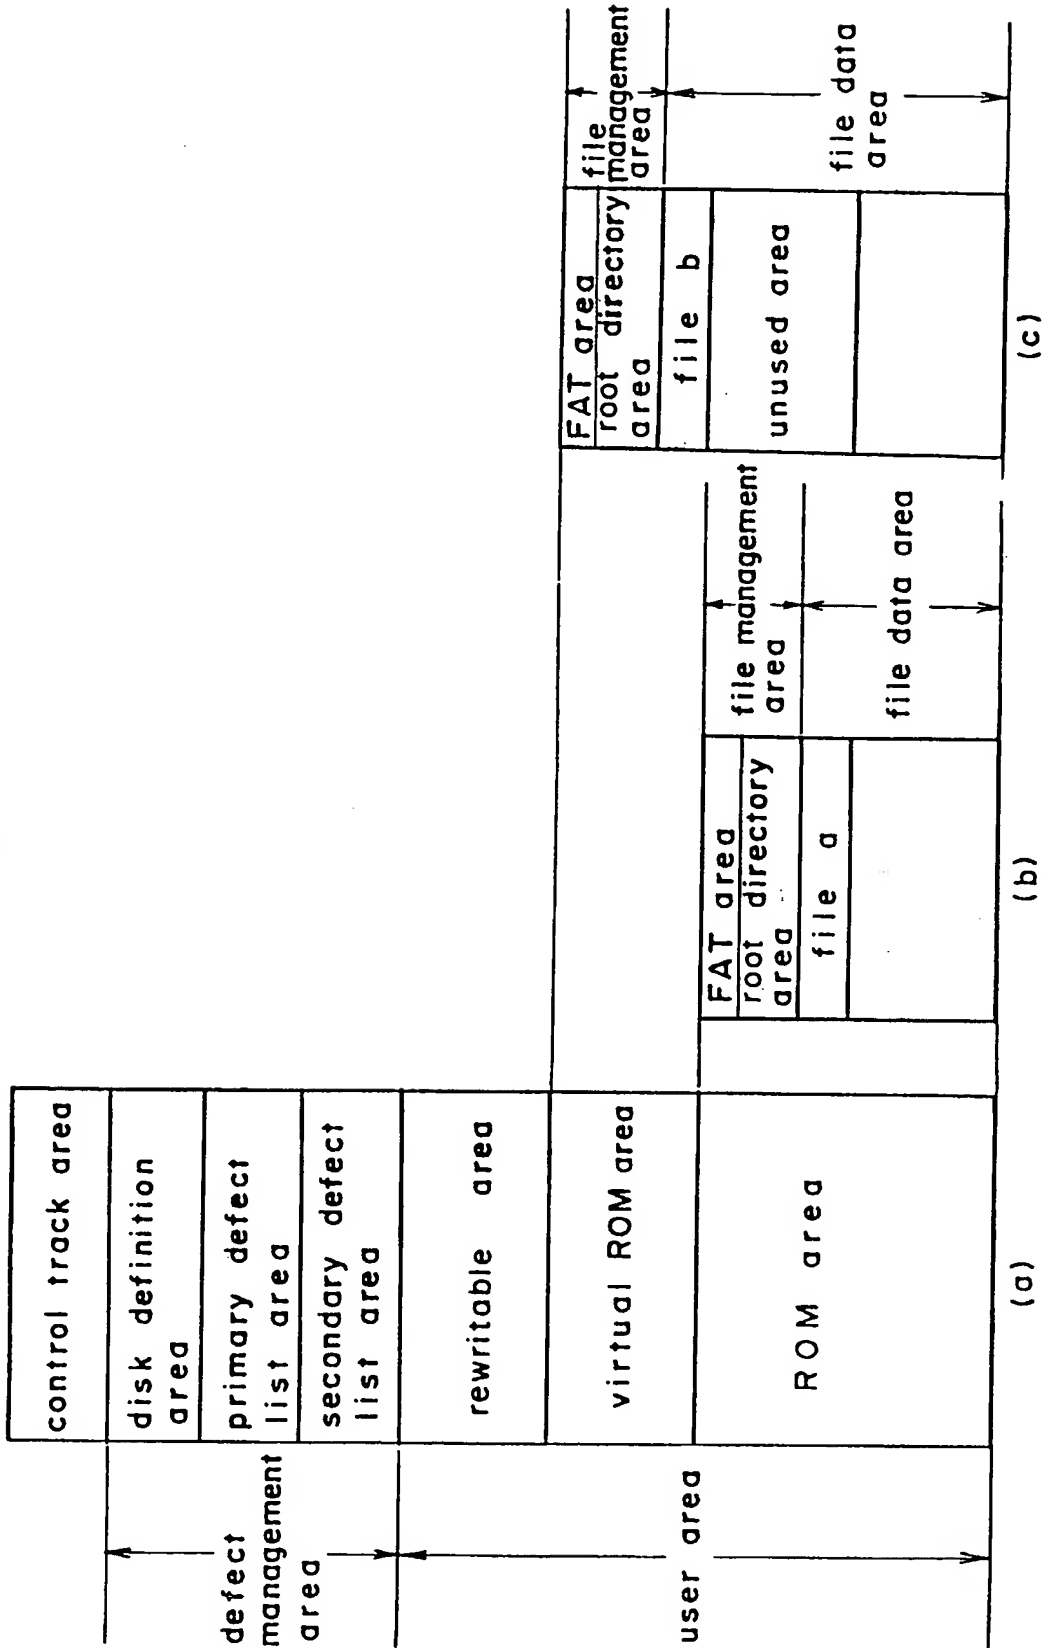 defect
management
area
user area
control track area
disk definition
area
primary defect
list area
secondary defect
list area
rewritable area
virtual ROM area
ROM area
(a)
FAT area
root directory
area
file a
file management
area
file data area
(b)
FAT area
root directory
area
file b
unused area
file
management
area
file data
area
(c)